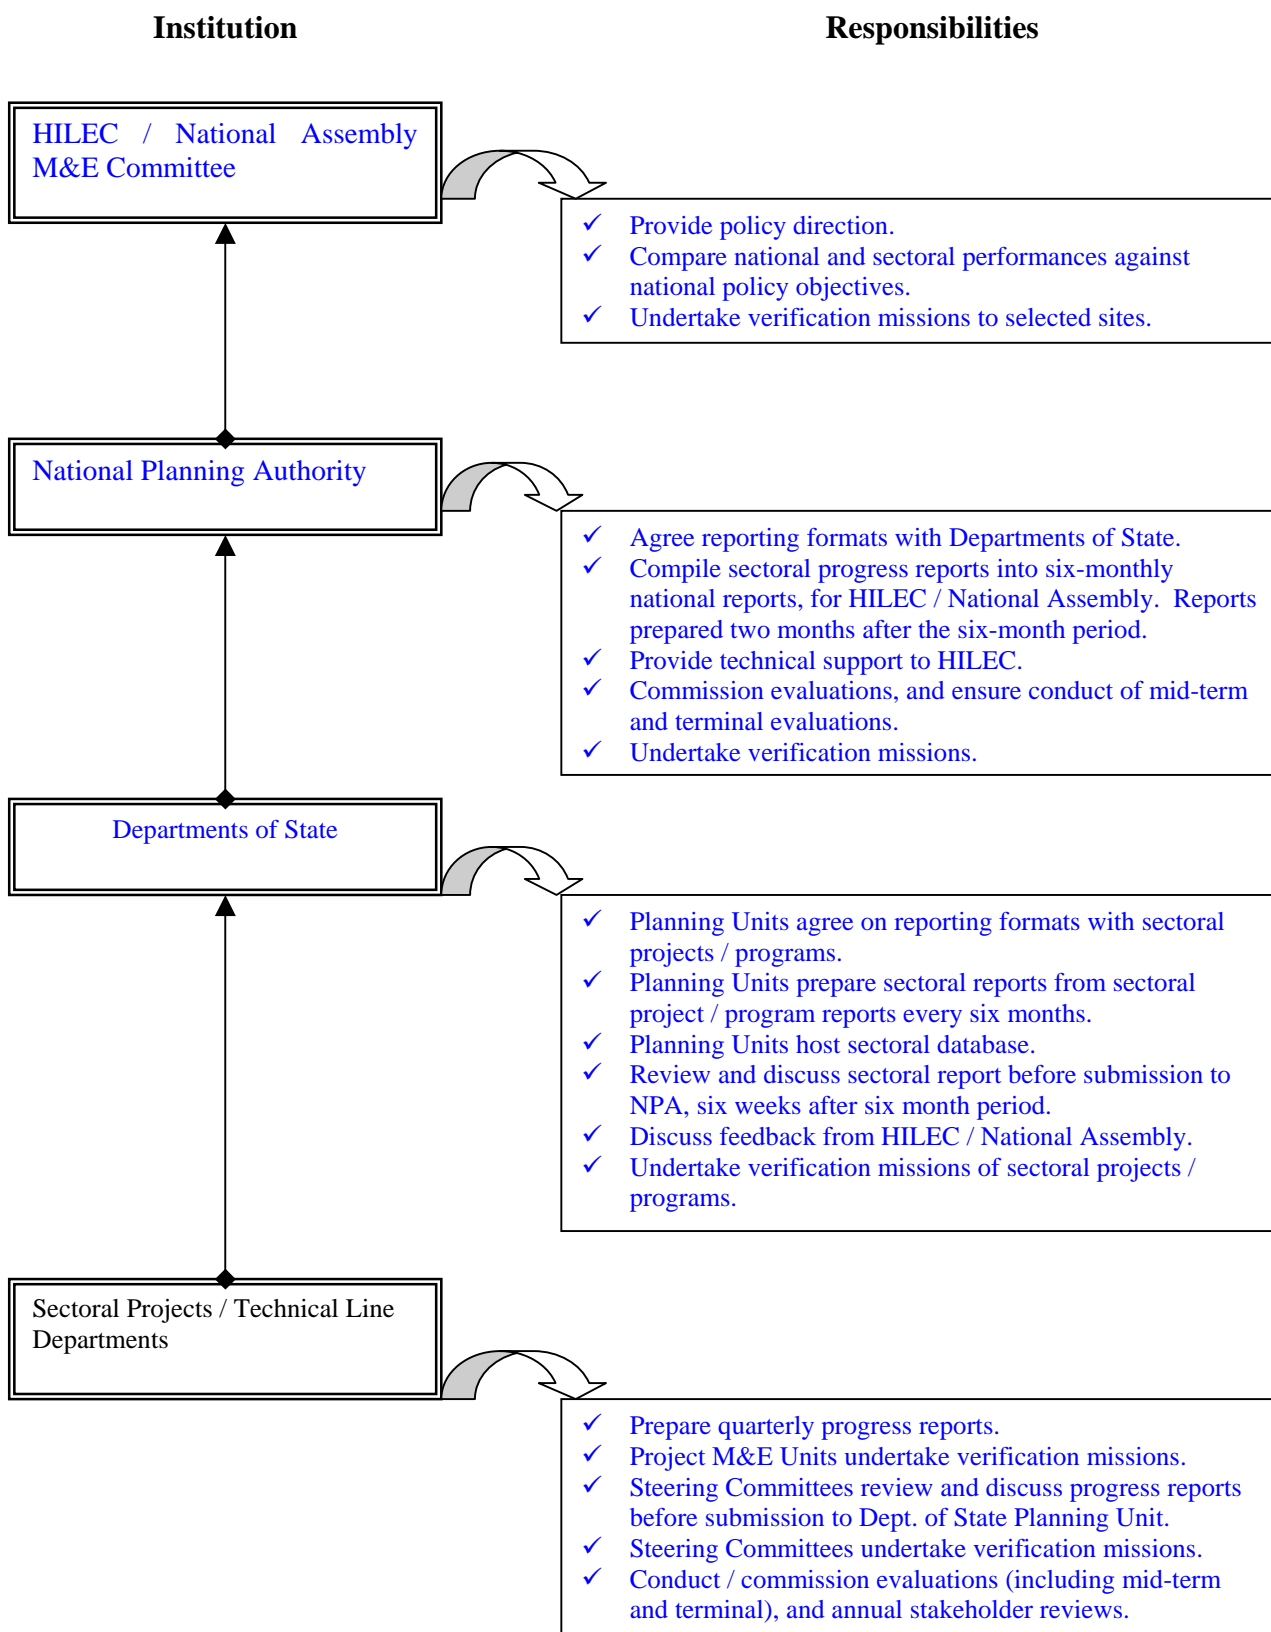 Institution
Responsibilities
HILEC / National Assembly
M&E Committee
✓ Provide policy direction.
✓ Compare national and sectoral performances against
national policy objectives.
✓ Undertake verification missions to selected sites.
National Planning Authority
✓ Agree reporting formats with Departments of State.
✓ Compile sectoral progress reports into six-monthly
national reports, for HILEC / National Assembly. Reports
prepared two months after the six-month period.
✓ Provide technical support to HILEC.
✓ Commission evaluations, and ensure conduct of mid-term
and terminal evaluations.
✓ Undertake verification missions.
Departments of State
✓ Planning Units agree on reporting formats with sectoral
projects / programs.
✓ Planning Units prepare sectoral reports from sectoral
project / program reports every six months.
✓ Planning Units host sectoral database.
✓ Review and discuss sectoral report before submission to
NPA, six weeks after six month period.
✓ Discuss feedback from HILEC / National Assembly.
✓ Undertake verification missions of sectoral projects /
programs.
Sectoral Projects / Technical Line
Departments
✓ Prepare quarterly progress reports.
✓ Project M&E Units undertake verification missions.
✓ Steering Committees review and discuss progress reports
before submission to Dept. of State Planning Unit.
✓ Steering Committees undertake verification missions.
✓ Conduct / commission evaluations (including mid-term
and terminal), and annual stakeholder reviews.